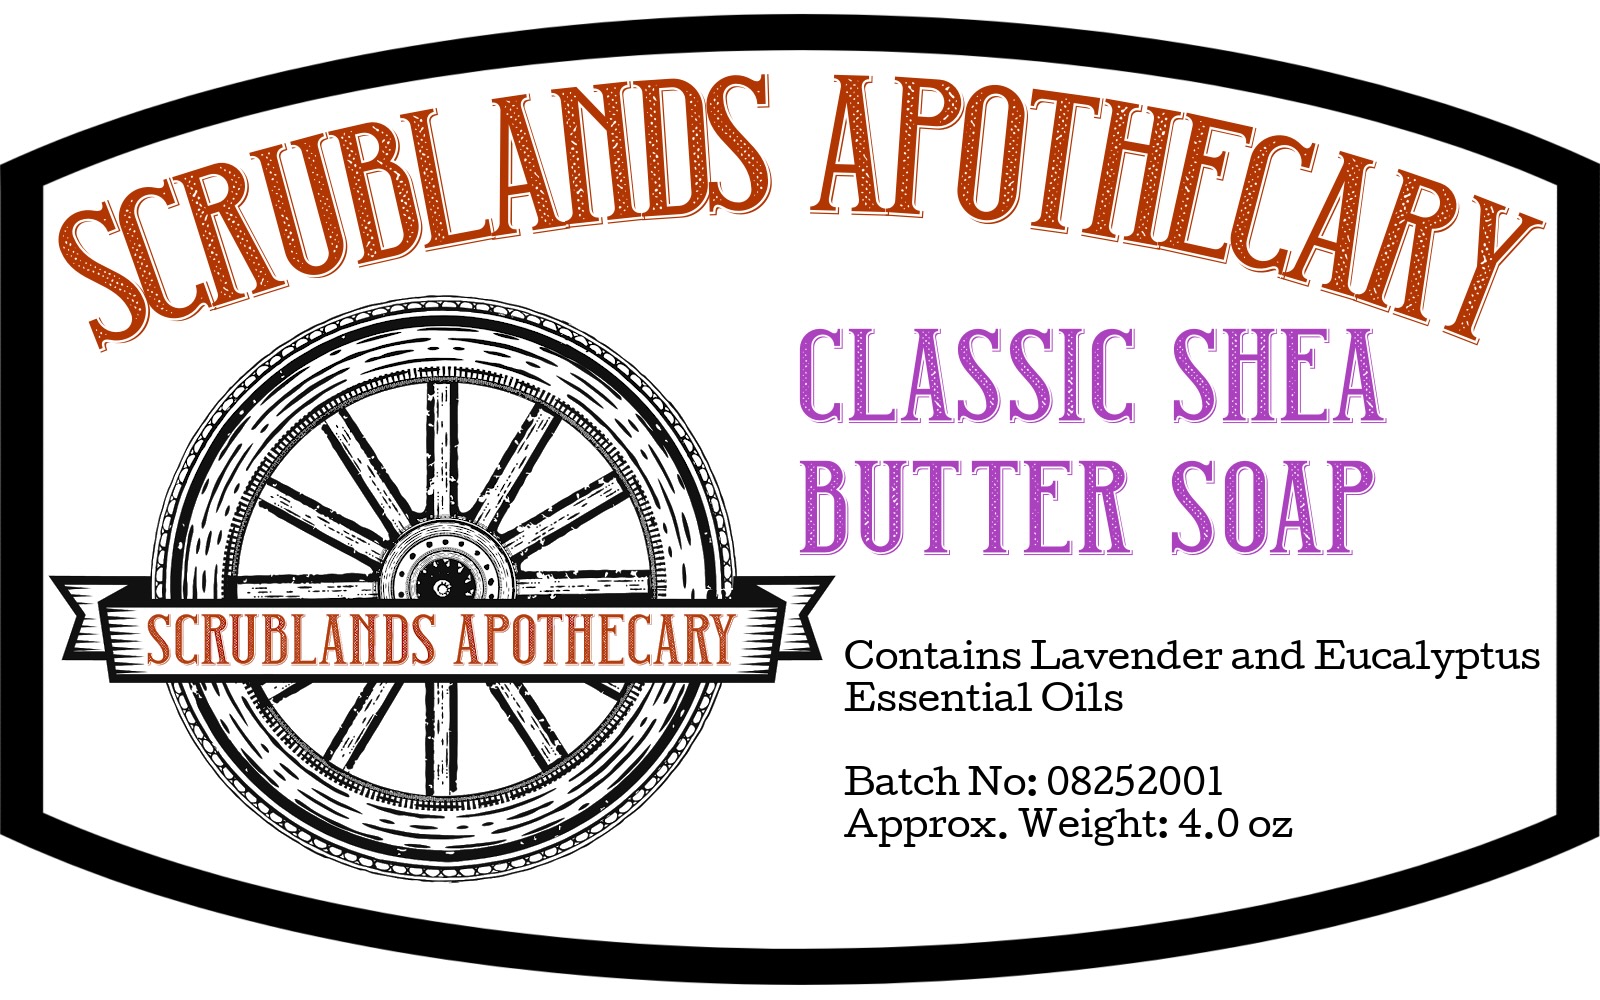 SCRUBLANDS APOTHECARY
CLASSIC SHEA
BUTTER SOAP
SCRUBLANDS APOTHECARY
Contains Lavender and Eucalyptus
Essential Oils
Batch No: 08252001
Approx. Weight: 4.0 oz